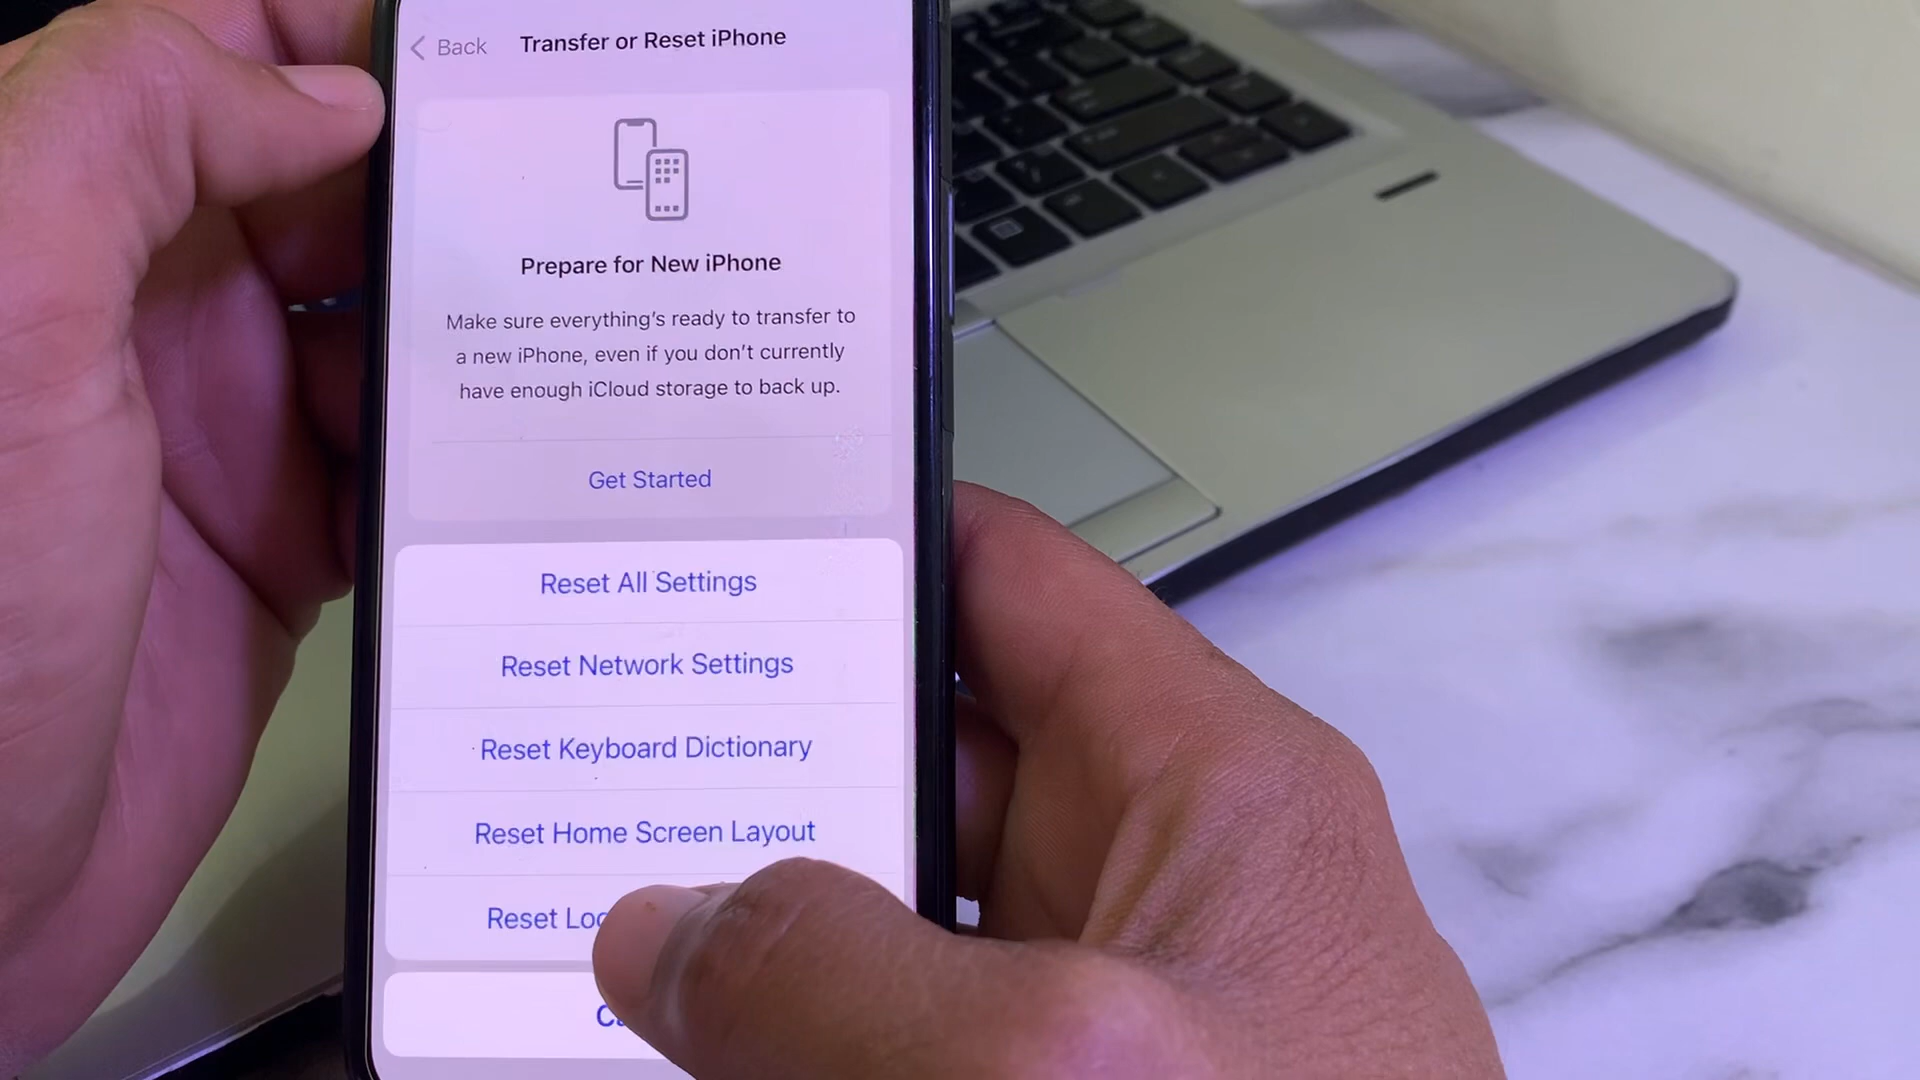 Back
Transfer or Reset iPhone
Prepare for New iPhone
Make sure everything's ready to transfer to
a new iPhone, even if you don't currently
have enough iCloud storage to back up.
Get Started
Reset All Settings
Reset Network Settings
Reset Keyboard Dictionary
Reset Home Screen Layout
Reset